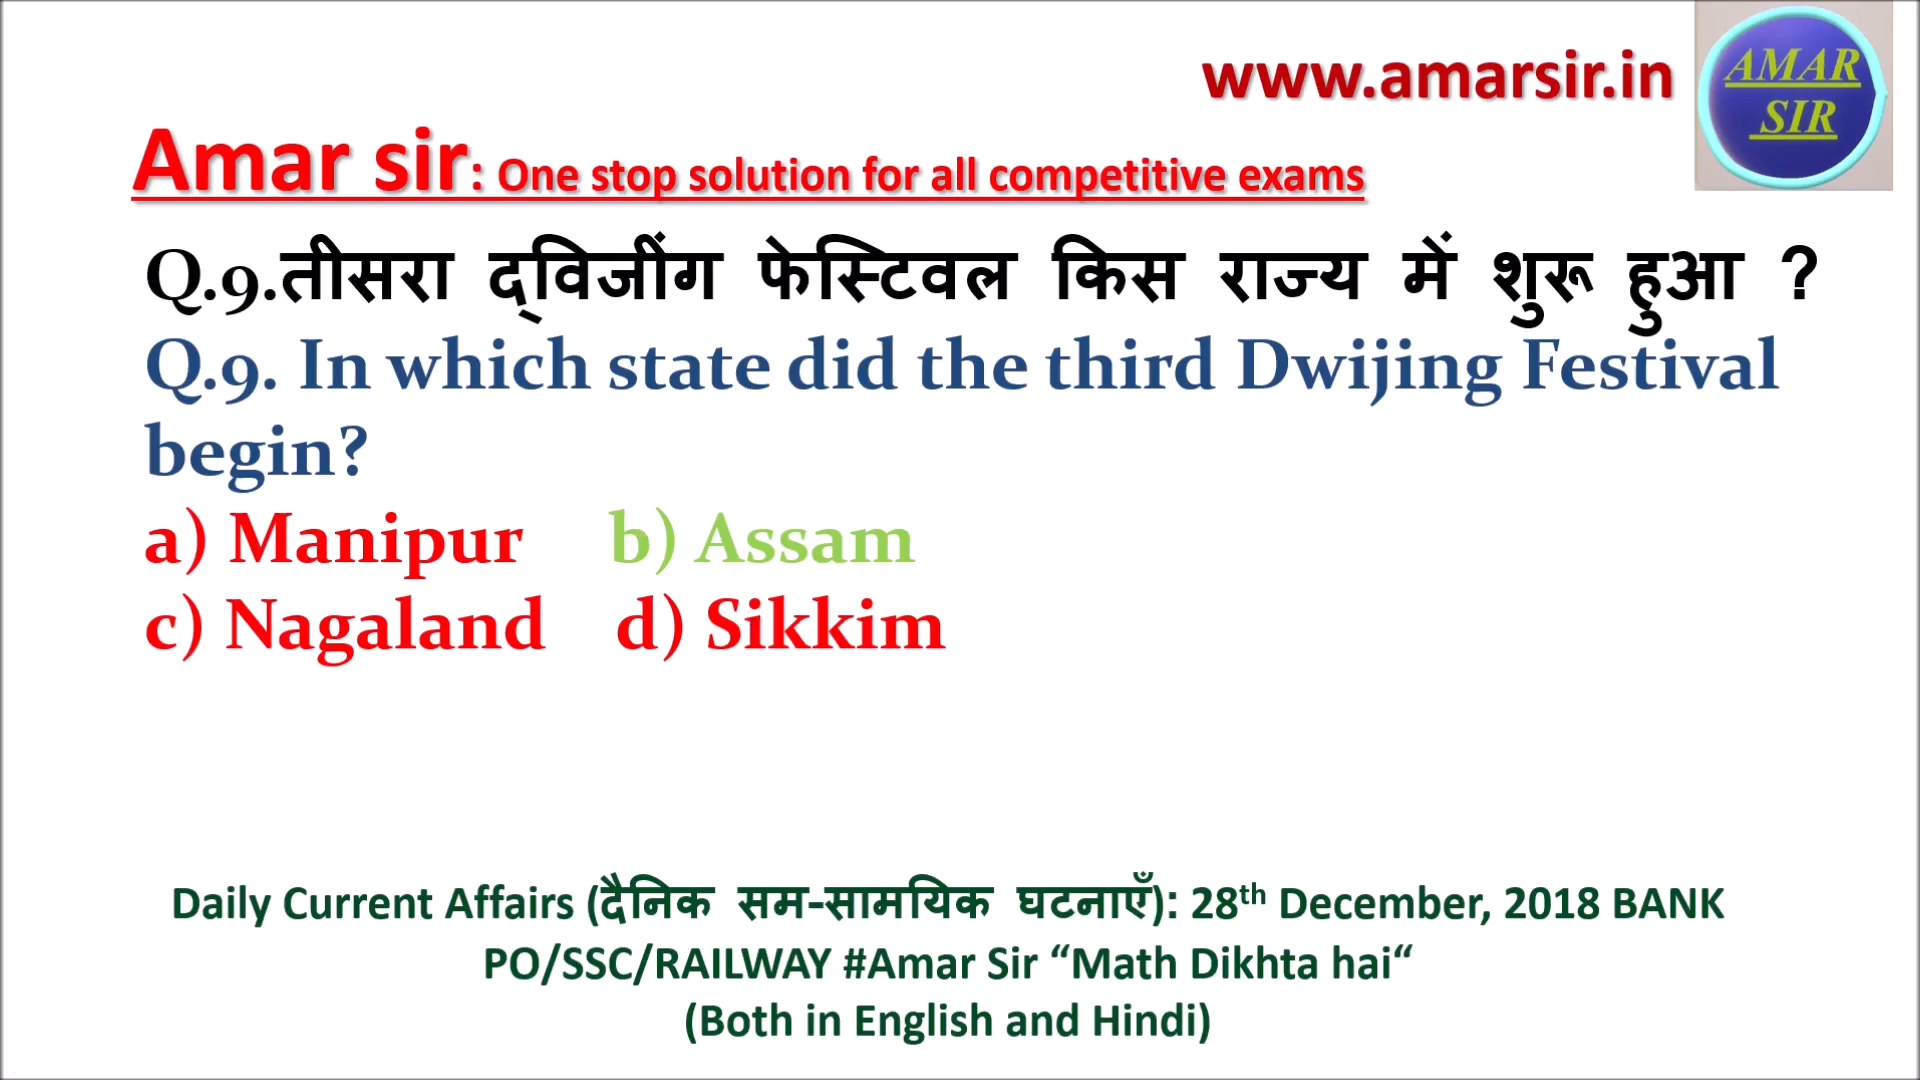 www.amarsir.in
AMAR
SIR
Amar sir: One stop solution for all competitive exams
Q.9.तीसरा द्विजींग फेस्टिवल किस राज्य में शुरू हुआ ?
Q.9. In which state did the third Dwijing Festival
begin?
a) Manipur b) Assam
c) Nagaland d) Sikkim
Daily Current Affairs (दैनिक सम-सामयिक घटनाएँ): 28th December, 2018 BANK
PO/SSC/RAILWAY #Amar Sir “Math Dikhta hai“
(Both in English and Hindi)